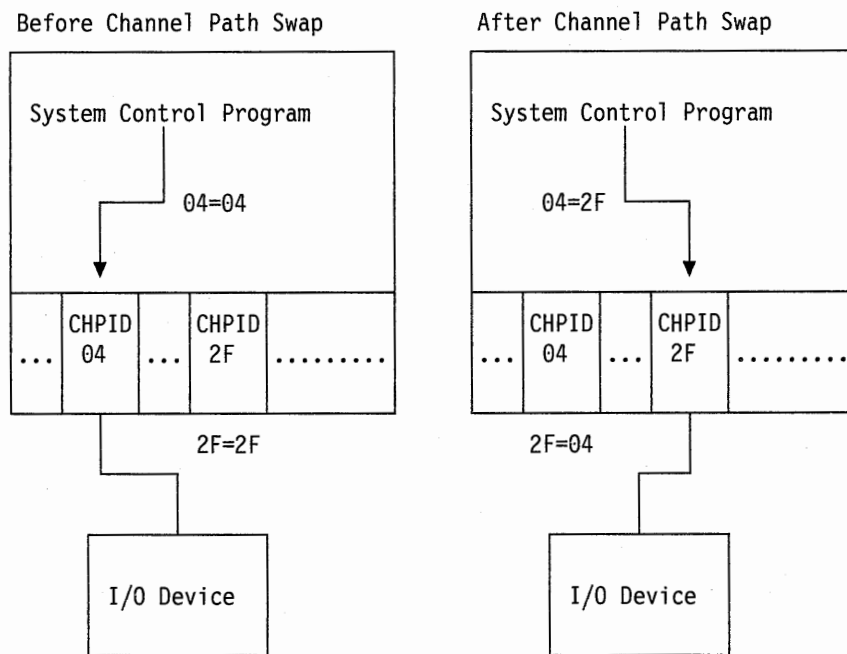 Before Channel Path Swap
System Control Program
04=04
... CHPID 04 ... CHPID 2F .........
2F=2F
I/O Device
After Channel Path Swap
System Control Program
04=2F
... CHPID 04 ... CHPID 2F .........
2F=04
I/O Device